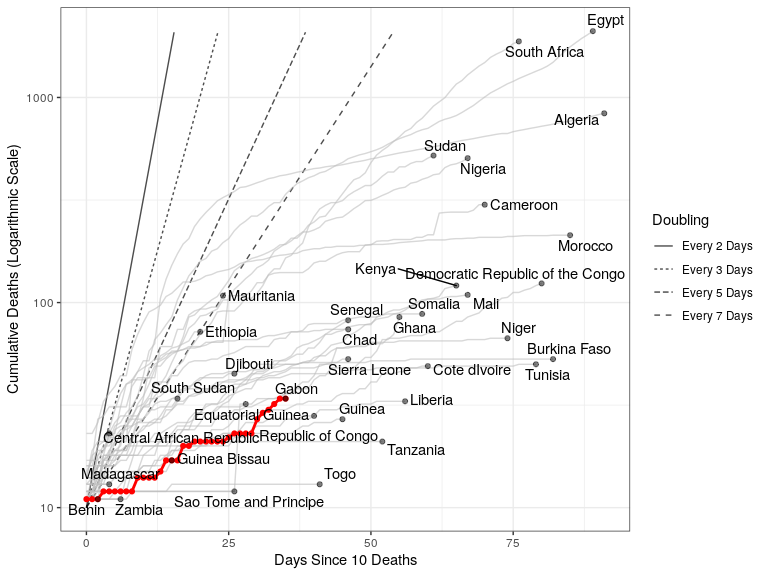 Egypt
South Africa
1000
Algeria
Sudan
Nigeria
Cameroon
Morocco
Kenya
Democratic Republic of the Congo
Mauritania
100
Senegal
Somalia
Mali
Ethiopia
Chad
Ghana
Niger
Burkina Faso
Djibouti
Sierra Leone
Cote dIvoire
Tunisia
South Sudan
Gabon
Liberia
Equatorial Guinea
Guinea
Central African Republic
Republic of Congo
Tanzania
Guinea Bissau
Madagascar
Togo
Sao Tome and Principe
10
Benin
Zambia
0
25
50
75
Days Since 10 Deaths
Cumulative Deaths (Logarithmic Scale)
Doubling
Every 2 Days
Every 3 Days
Every 5 Days
Every 7 Days